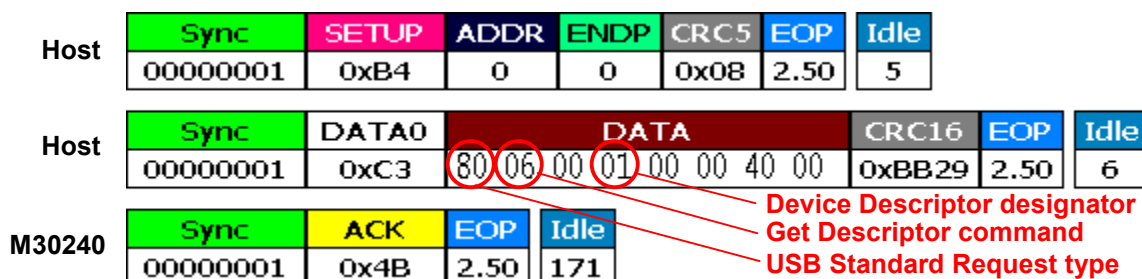 Sync SETUP ADDR ENDP CRC5 EOP Idle
Host
00000001 0xB4 0 0 0x08 2.50 5
Sync DATA0 DATA CRC16 EOP Idle
Host
00000001 0xC3 80 06 00 01 00 00 40 00 0xBB29 2.50 6
Device Descriptor designator
Sync ACK EOP Idle
Get Descriptor command
M30240
00000001 0x4B 2.50 171
USB Standard Request type